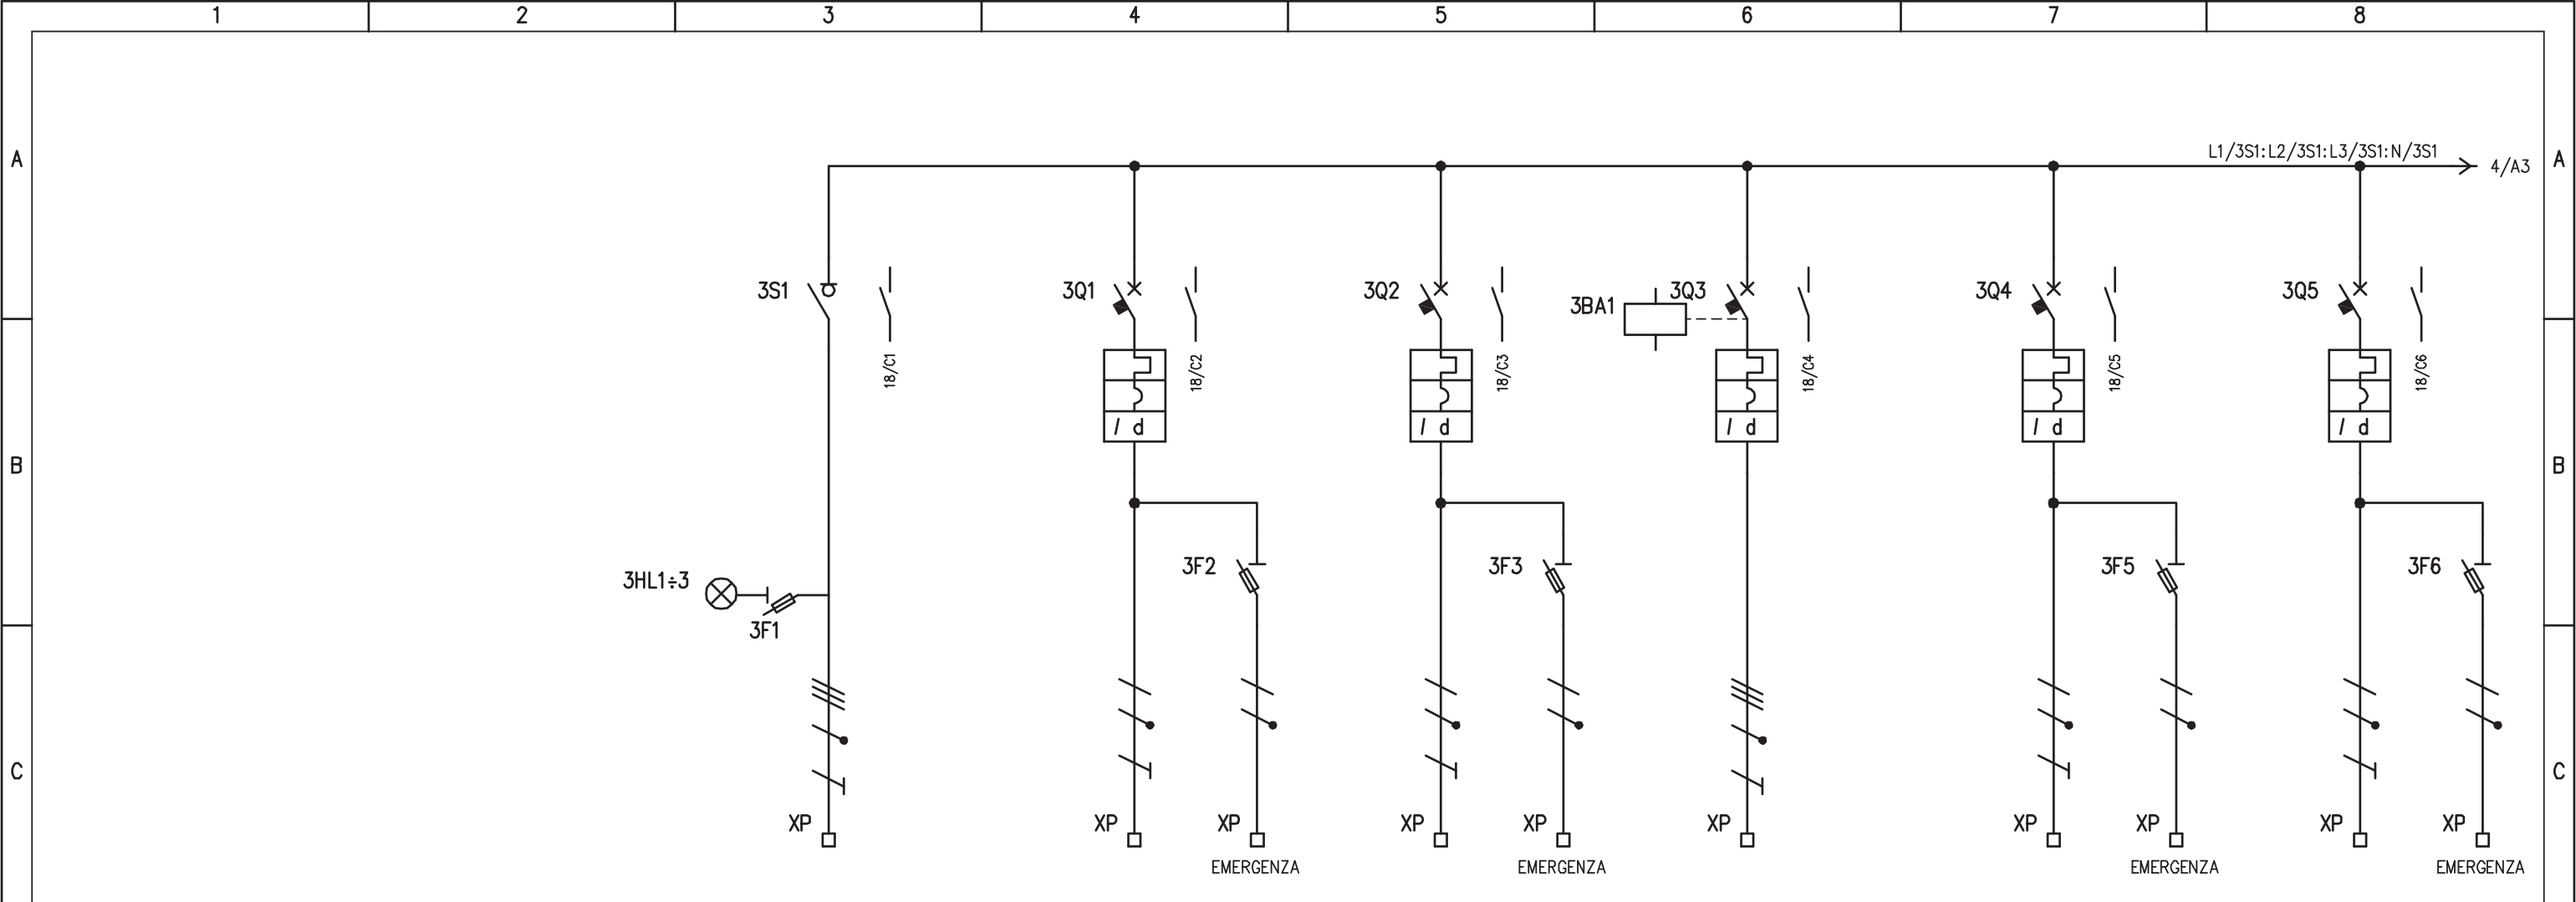 1 2 3 4 5 6 7 8
A A
L1/3S1:L2/3S1:L3/3S1:N/3S1
4/A3
3S1 3Q1 3Q2 3BA1 3Q3 3Q4 3Q5
18/C1 18/C2 18/C3 18/C4 18/C5 18/C6
I d I d I d I d I d
B B
3HL1÷3 3F2 3F3 3F5 3F6
3F1
C C
XP XP XP XP XP XP XP XP XP XP
EMERGENZA EMERGENZA EMERGENZA EMERGENZA